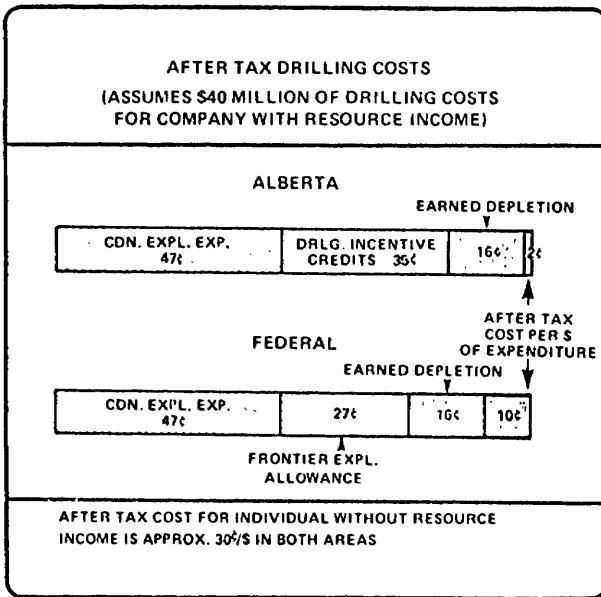 AFTER TAX DRILLING COSTS
(ASSUMES $40 MILLION OF DRILLING COSTS
FOR COMPANY WITH RESOURCE INCOME)
ALBERTA
EARNED DEPLETION
CDN. EXPL. EXP.
47¢
DRLG. INCENTIVE
CREDITS 35¢
16¢
2¢
AFTER TAX
COST PER $
OF EXPENDITURE
FEDERAL
EARNED DEPLETION
CDN. EXPL. EXP.
47¢
27¢
16¢
10¢
FRONTIER EXPL.
ALLOWANCE
AFTER TAX COST FOR INDIVIDUAL WITHOUT RESOURCE
INCOME IS APPROX. 30¢/$ IN BOTH AREAS